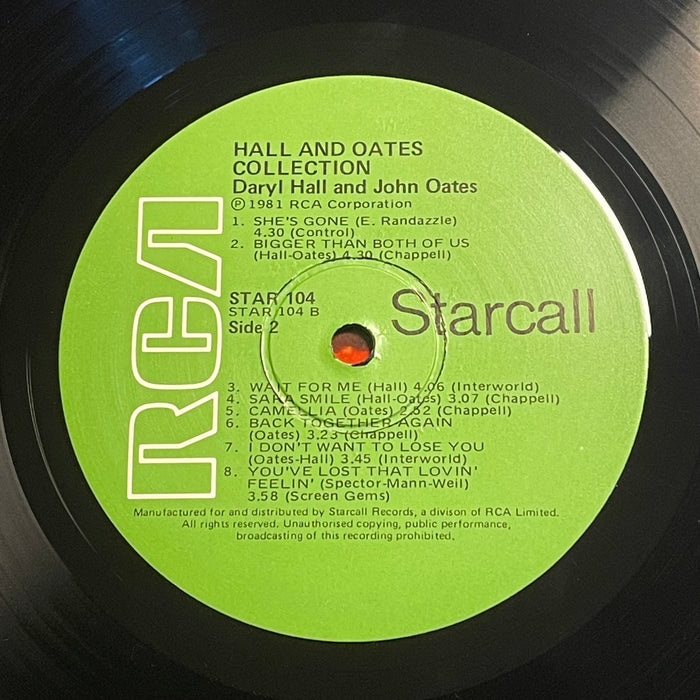 HALL AND OATES
COLLECTION
Daryl Hall and John Oates
℗ 1981 RCA Corporation
1. SHE'S GONE (E. Randazzle)
4.30 (Control)
2. BIGGER THAN BOTH OF US
(Hall-Oates) 4.30 (Chappell)
RCA
STAR 104
STAR 104 B
Side 2
Starcall
3. WAIT FOR ME (Hall) 4.06 (Interworld)
4. SARA SMILE (Hall-Oates) 3.07 (Chappell)
5. CAMELLIA (Oates) 2.52 (Chappell)
6. BACK TOGETHER AGAIN
(Oates) 3.23 (Chappell)
7. I DON'T WANT TO LOSE YOU
(Oates-Hall) 3.45 (Interworld)
8. YOU'VE LOST THAT LOVIN'
FEELIN' (Spector-Mann-Weil)
3.58 (Screen Gems)
Manufactured for and distributed by Starcall Records, a divison of RCA Limited.
All rights reserved. Unauthorised copying, public performance,
broadcasting of this recording prohibited.